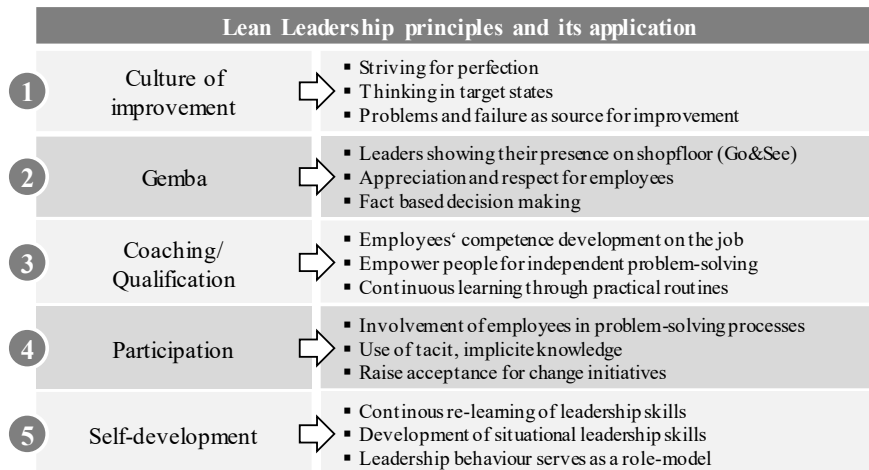 Lean Leadership principles and its application
1
Culture of
improvement
▪ Striving for perfection
▪ Thinking in target states
▪ Problems and failure as source for improvement
2
Gemba
▪ Leaders showing their presence on shopfloor (Go&See)
▪ Appreciation and respect for employees
▪ Fact based decision making
3
Coaching/
Qualification
▪ Employees‘ competence development on the job
▪ Empower people for independent problem-solving
▪ Continuous learning through practical routines
4
Participation
▪ Involvement of employees in problem-solving processes
▪ Use of tacit, implicite knowledge
▪ Raise acceptance for change initiatives
5
Self-development
▪ Continous re-learning of leadership skills
▪ Development of situational leadership skills
▪ Leadership behaviour serves as a role-model